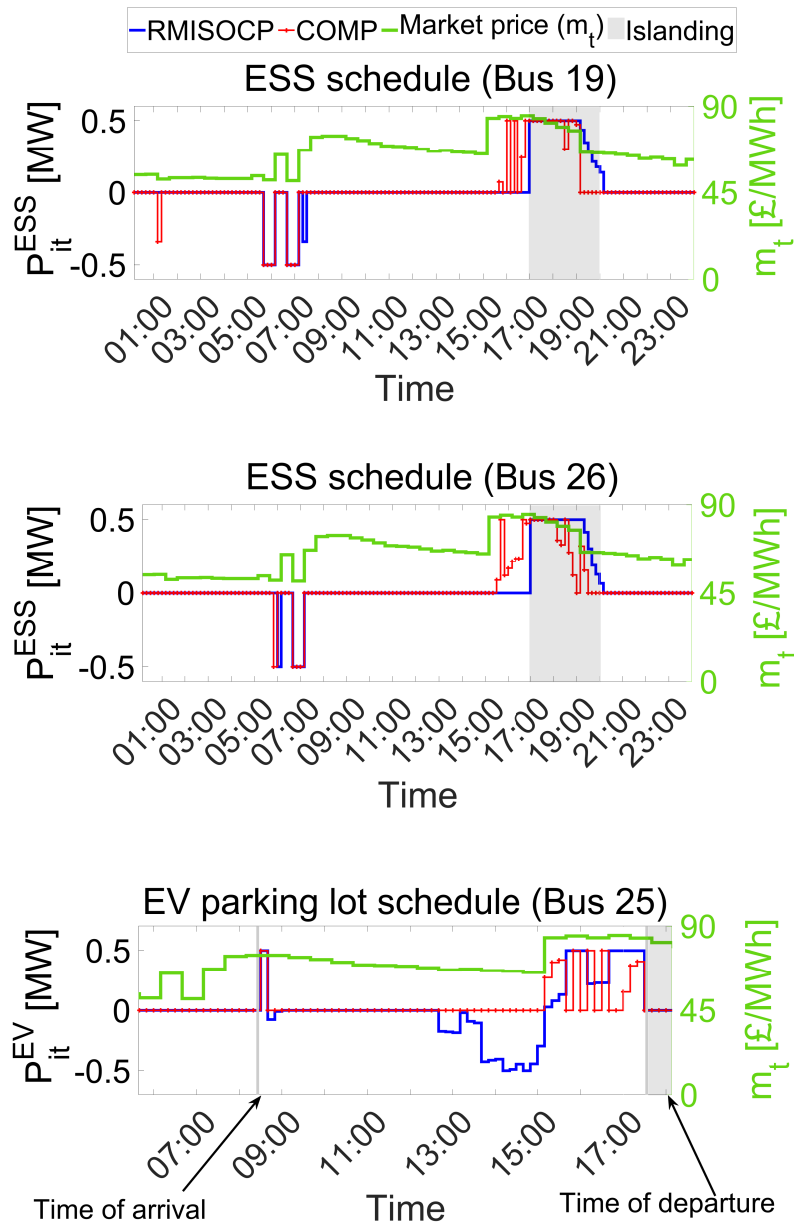 RMISOCP COMP Market price (m_t) Islanding
ESS schedule (Bus 19)
P_it^ESS [MW]
0.5
0
-0.5
90
45
0
m_t [£/MWh]
01:00 03:00 05:00 07:00 09:00 11:00 13:00 15:00 17:00 19:00 21:00 23:00
Time
ESS schedule (Bus 26)
P_it^ESS [MW]
0.5
0
-0.5
90
45
0
m_t [£/MWh]
01:00 03:00 05:00 07:00 09:00 11:00 13:00 15:00 17:00 19:00 21:00 23:00
Time
EV parking lot schedule (Bus 25)
P_it^EV [MW]
0.5
0
-0.5
90
45
0
m_t [£/MWh]
07:00 09:00 11:00 13:00 15:00 17:00
Time of arrival
Time
Time of departure